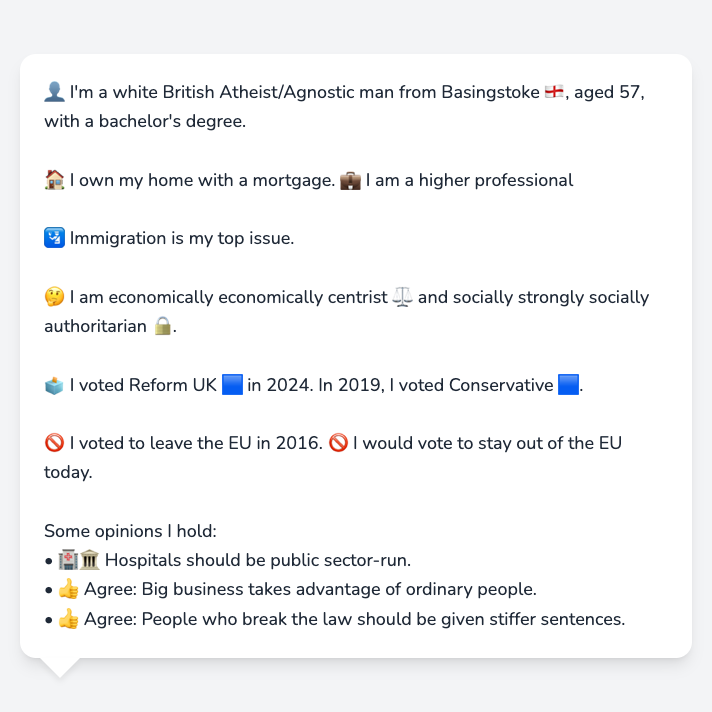 👤 I'm a white British Atheist/Agnostic man from Basingstoke 🏴󠁧󠁢󠁥󠁮󠁧󠁿, aged 57,
with a bachelor's degree.
🏠 I own my home with a mortgage. 💼 I am a higher professional
🛂 Immigration is my top issue.
🤔 I am economically economically centrist ⚖️ and socially strongly socially
authoritarian 🔒.
🗳️ I voted Reform UK 🟦 in 2024. In 2019, I voted Conservative 🟦.
🚫 I voted to leave the EU in 2016. 🚫 I would vote to stay out of the EU
today.
Some opinions I hold:
• 🏥🏛️ Hospitals should be public sector-run.
• 👍 Agree: Big business takes advantage of ordinary people.
• 👍 Agree: People who break the law should be given stiffer sentences.